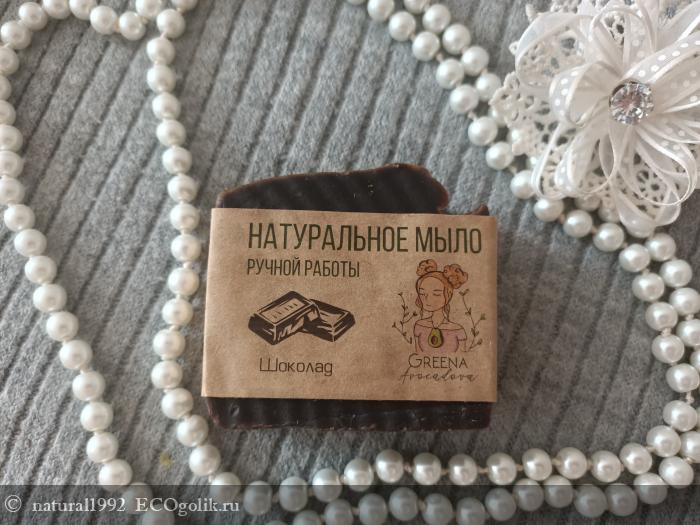 НАТУРАЛЬНОЕ МЫЛО
РУЧНОЙ РАБОТЫ
Шоколад
GREENA
Avocadova
© natural1992 ECOgolik.ru